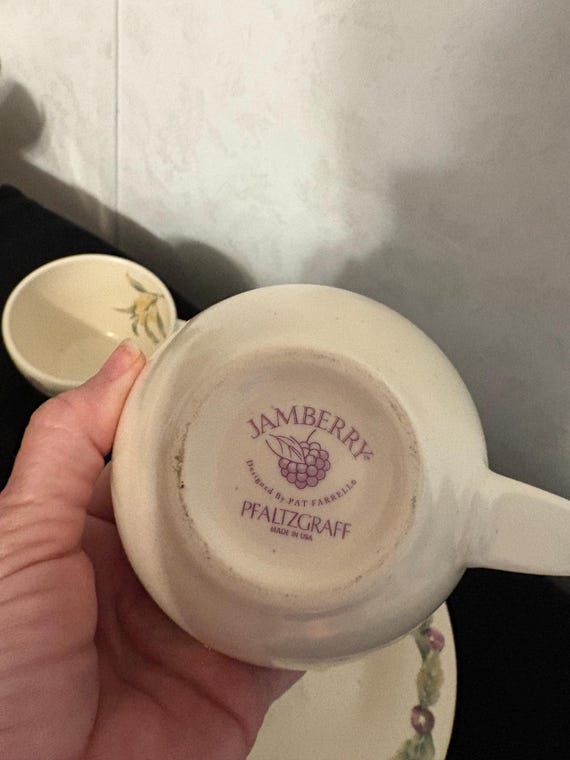 JAMBERRY®
Designed By PAT FARRELL®
PFALTZGRAFF
MADE IN USA